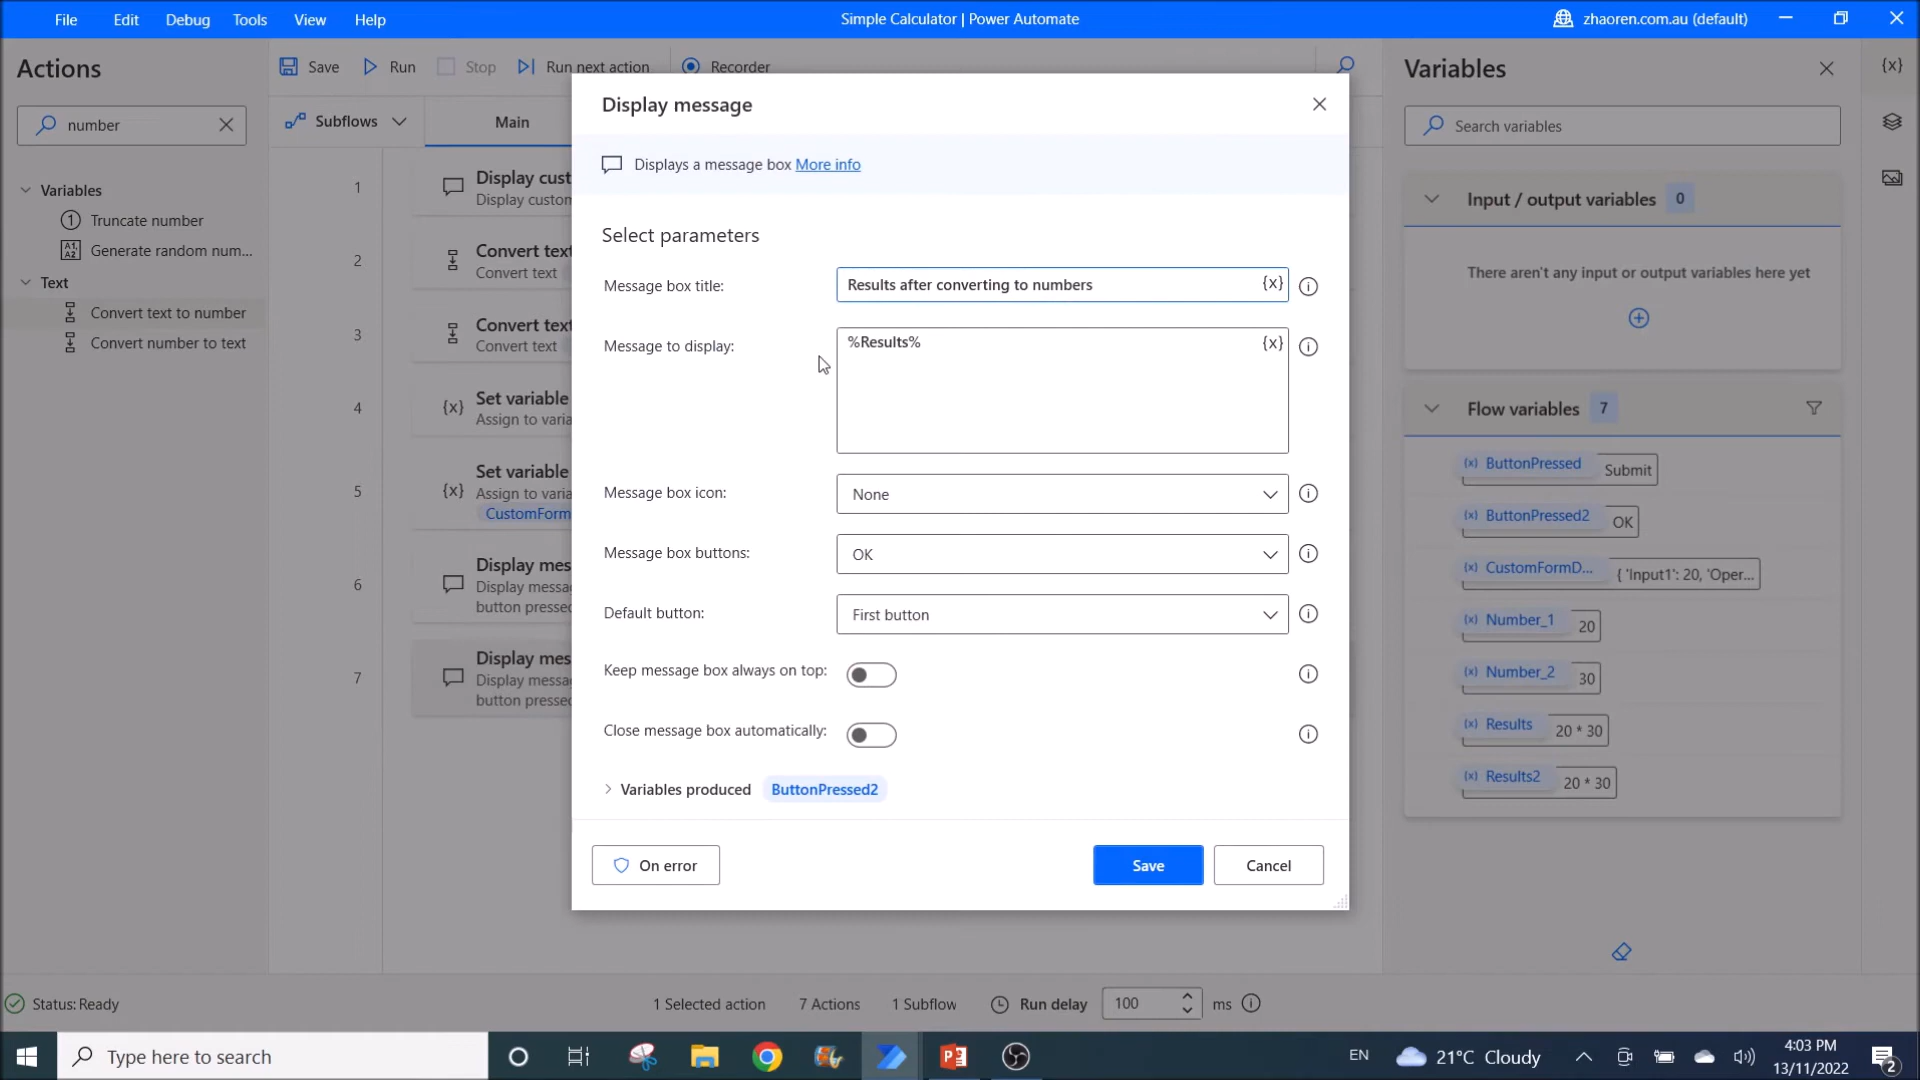 File Edit Debug Tools View Help
Simple Calculator | Power Automate
zhaoren.com.au (default)
Actions
number
Variables
Truncate number
Generate random num...
Text
Convert text to number
Convert number to text
Save Run Stop Run next action Recorder
Subflows Main
1
Display cust
Display custom
2
Convert text
Convert text
3
Convert text
Convert text
4
Set variable
Assign to varia
5
Set variable
Assign to varia
CustomForm
6
Display mes
Display messa
button pressed
7
Display mes
Display messa
button pressed
Display message
Displays a message box More info
Select parameters
Message box title: Results after converting to numbers {x}
Message to display: %Results% {x}
Message box icon: None
Message box buttons: OK
Default button: First button
Keep message box always on top:
Close message box automatically:
Variables produced ButtonPressed2
On error Save Cancel
Variables
{x}
Search variables
Input / output variables 0
There aren't any input or output variables here yet
Flow variables 7
(x) ButtonPressed Submit
(x) ButtonPressed2 OK
(x) CustomFormD... { 'Input1': 20, 'Oper...
(x) Number_1 20
(x) Number_2 30
(x) Results 20 * 30
(x) Results2 20 * 30
Status: Ready 1 Selected action 7 Actions 1 Subflow Run delay 100 ms
Type here to search
EN 21°C Cloudy
4:03 PM
13/11/2022
2